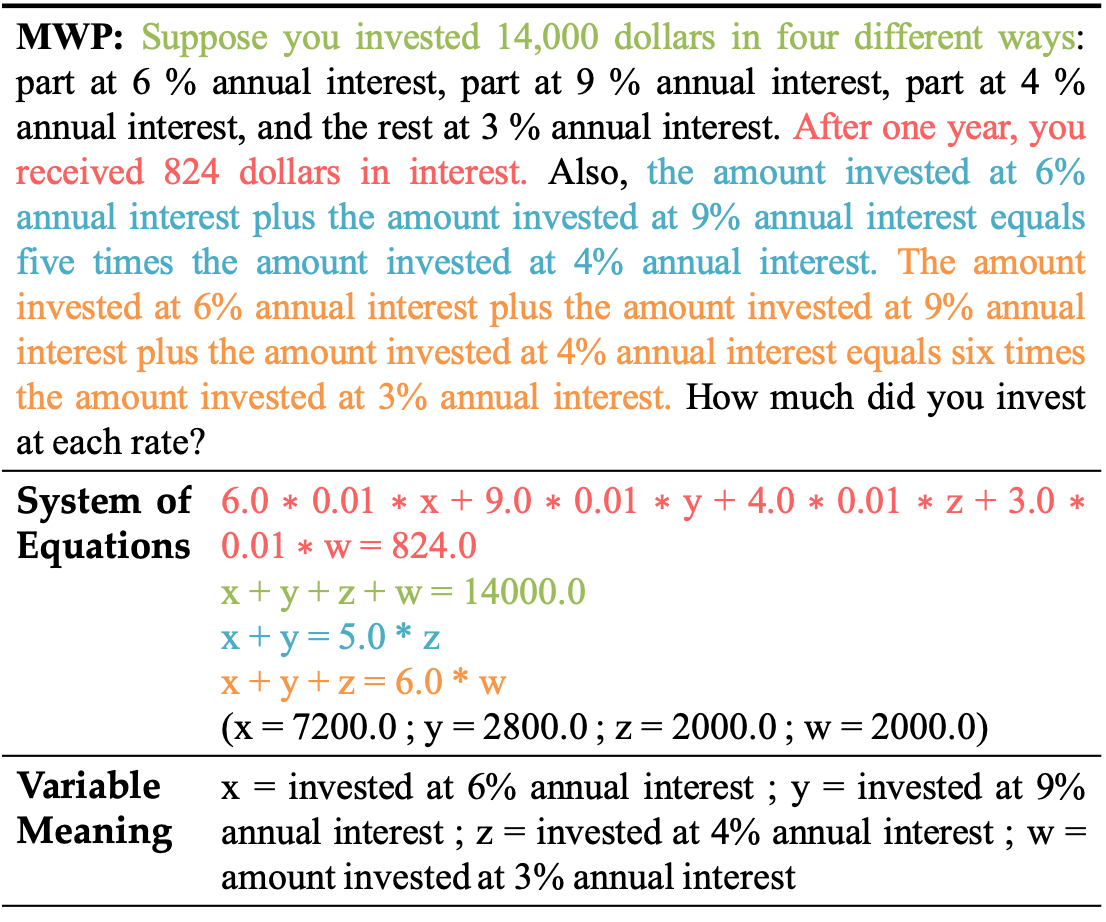 MWP: Suppose you invested 14,000 dollars in four different ways:
part at 6 % annual interest, part at 9 % annual interest, part at 4 %
annual interest, and the rest at 3 % annual interest. After one year, you
received 824 dollars in interest. Also, the amount invested at 6%
annual interest plus the amount invested at 9% annual interest equals
five times the amount invested at 4% annual interest. The amount
invested at 6% annual interest plus the amount invested at 9% annual
interest plus the amount invested at 4% annual interest equals six times
the amount invested at 3% annual interest. How much did you invest
at each rate?
System of Equations
6.0 * 0.01 * x + 9.0 * 0.01 * y + 4.0 * 0.01 * z + 3.0 *
0.01 * w = 824.0
x + y + z + w = 14000.0
x + y = 5.0 * z
x + y + z = 6.0 * w
(x = 7200.0 ; y = 2800.0 ; z = 2000.0 ; w = 2000.0)
Variable Meaning
x = invested at 6% annual interest ; y = invested at 9%
annual interest ; z = invested at 4% annual interest ; w =
amount invested at 3% annual interest